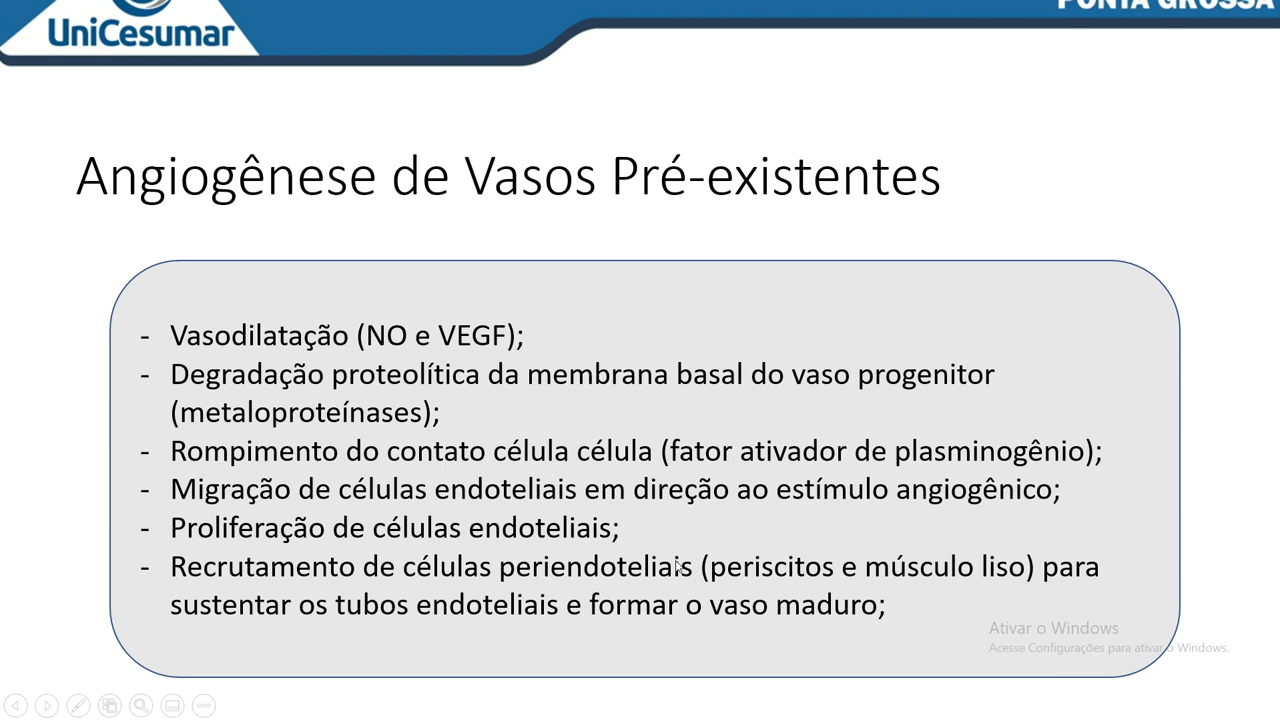 UniCesumar
PONTA GROSSA
Angiogênese de Vasos Pré-existentes
- Vasodilatação (NO e VEGF);
- Degradação proteolítica da membrana basal do vaso progenitor
(metaloproteínases);
- Rompimento do contato célula célula (fator ativador de plasminogênio);
- Migração de células endoteliais em direção ao estímulo angiogênico;
- Proliferação de células endoteliais;
- Recrutamento de células periendoteliais (periscitos e músculo liso) para
sustentar os tubos endoteliais e formar o vaso maduro;
Ativar o Windows
Acesse Configurações para ativar o Windows.